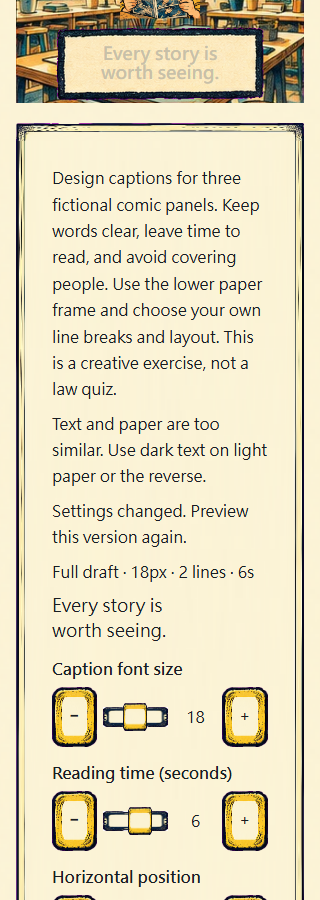 Every story is
worth seeing.
Design captions for three
fictional comic panels. Keep
words clear, leave time to
read, and avoid covering
people. Use the lower paper
frame and choose your own
line breaks and layout. This
is a creative exercise, not a
law quiz.
Text and paper are too
similar. Use dark text on light
paper or the reverse.
Settings changed. Preview
this version again.
Full draft · 18px · 2 lines · 6s
Every story is
worth seeing.
Caption font size
− 18 +
Reading time (seconds)
− 6 +
Horizontal position